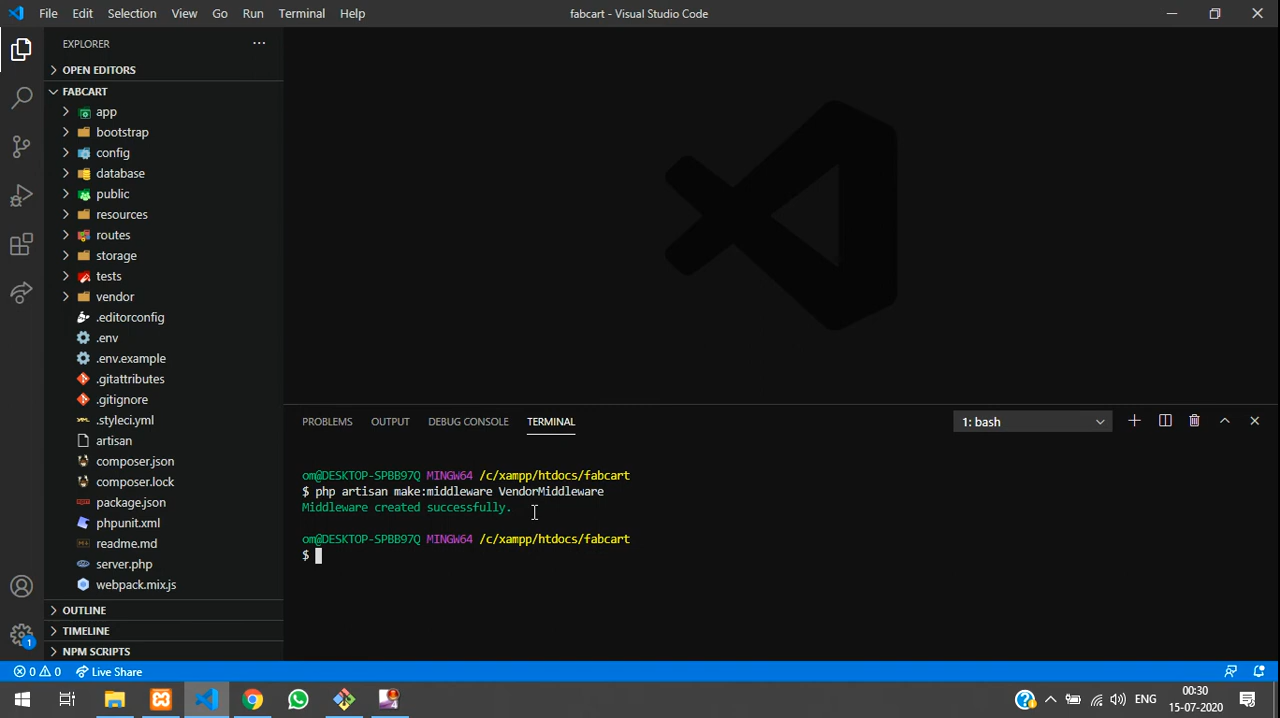 File Edit Selection View Go Run Terminal Help
fabcart - Visual Studio Code
EXPLORER
OPEN EDITORS
FABCART
app
bootstrap
config
database
public
resources
routes
storage
tests
vendor
.editorconfig
.env
.env.example
.gitattributes
.gitignore
.styleci.yml
artisan
composer.json
composer.lock
package.json
phpunit.xml
readme.md
server.php
webpack.mix.js
OUTLINE
TIMELINE
NPM SCRIPTS
PROBLEMS OUTPUT DEBUG CONSOLE TERMINAL
1: bash
om@DESKTOP-SPBB97Q MINGW64 /c/xampp/htdocs/fabcart
$ php artisan make:middleware VendorMiddleware
Middleware created successfully.
om@DESKTOP-SPBB97Q MINGW64 /c/xampp/htdocs/fabcart
$
1
0 0 Live Share
ENG
00:30
15-07-2020